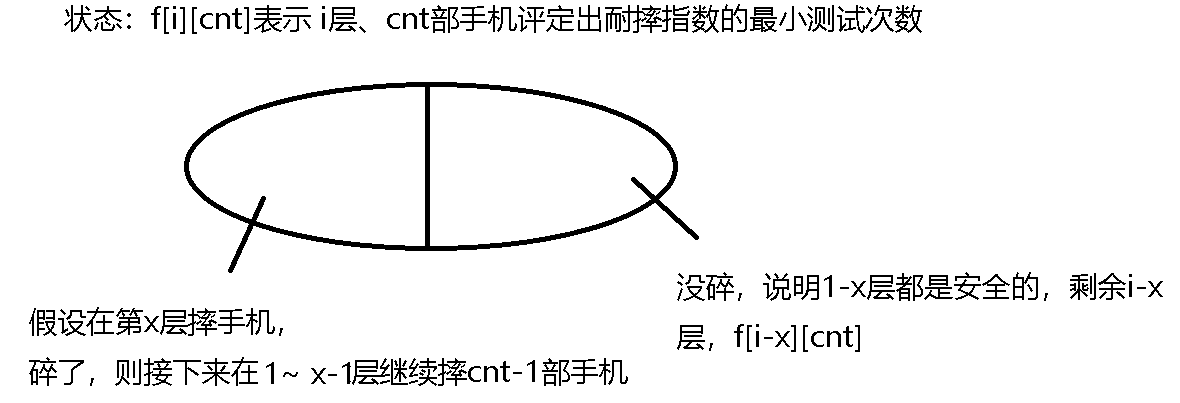 状态：f[i][cnt]表示 i层、cnt部手机评定出耐摔指数的最小测试次数
假设在第x层摔手机，
碎了，则接下来在1~ x-1层继续摔cnt-1部手机
没碎，说明1-x层都是安全的，剩余i-x
层，f[i-x][cnt]